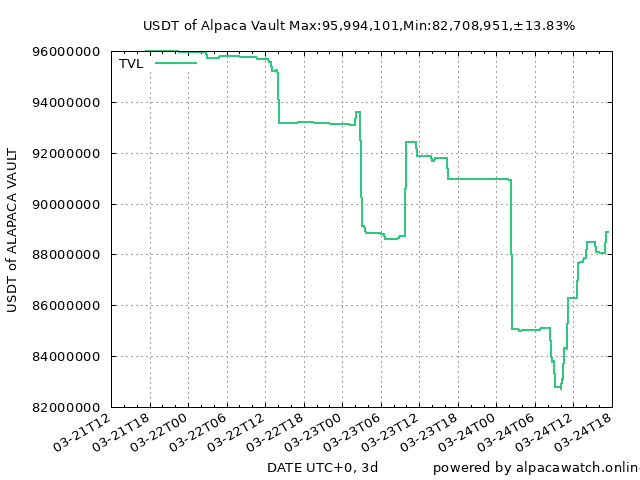 USDT of Alpaca Vault Max:95,994,101,Min:82,708,951,±13.83%
TVL
96000000
94000000
92000000
90000000
88000000
86000000
84000000
82000000
USDT of ALAPACA VAULT
03-21T12
03-21T18
03-22T00
03-22T06
03-22T12
03-22T18
03-23T00
03-23T06
03-23T12
03-23T18
03-24T00
03-24T06
03-24T12
03-24T18
DATE UTC+0, 3d
powered by alpacawatch.onlin